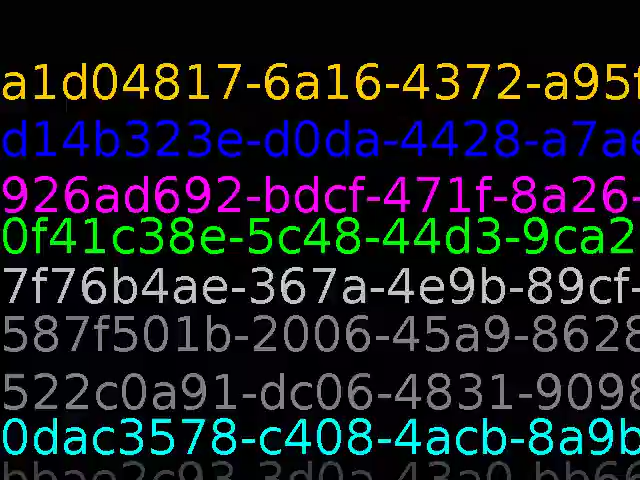 a1d04817-6a16-4372-a95f
d14b323e-d0da-4428-a7ae
926ad692-bdcf-471f-8a26-
0f41c38e-5c48-44d3-9ca2
7f76b4ae-367a-4e9b-89cf-
587f501b-2006-45a9-8628
522c0a91-dc06-4831-9098
0dac3578-c408-4acb-8a9b